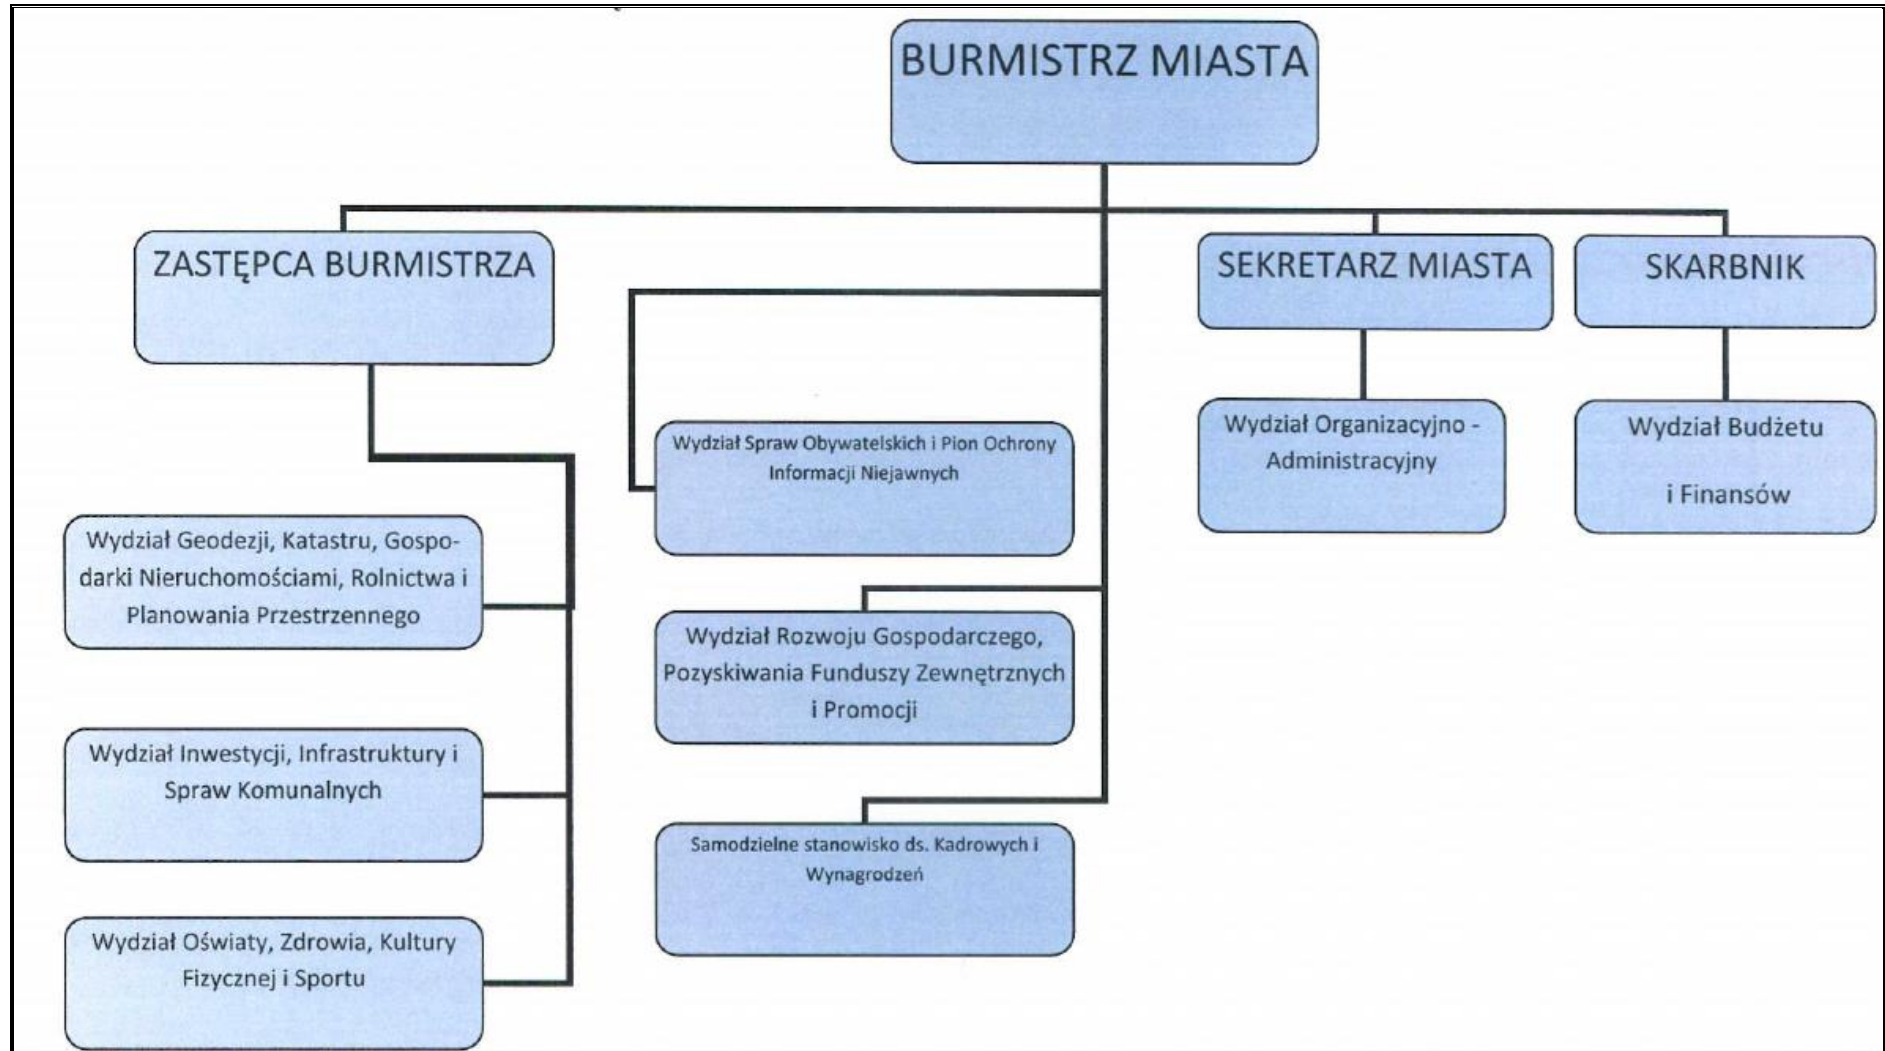 BURMISTRZ MIASTA
ZASTĘPCA BURMISTRZA
SEKRETARZ MIASTA
SKARBNIK
Wydział Spraw Obywatelskich i Pion Ochrony
Informacji Niejawnych
Wydział Organizacyjno -
Administracyjny
Wydział Budżetu
i Finansów
Wydział Geodezji, Katastru, Gospo-
darki Nieruchomościami, Rolnictwa i
Planowania Przestrzennego
Wydział Rozwoju Gospodarczego,
Pozyskiwania Funduszy Zewnętrznych
i Promocji
Wydział Inwestycji, Infrastruktury i
Spraw Komunalnych
Samodzielne stanowisko ds. Kadrowych i
Wynagrodzeń
Wydział Oświaty, Zdrowia, Kultury
Fizycznej i Sportu